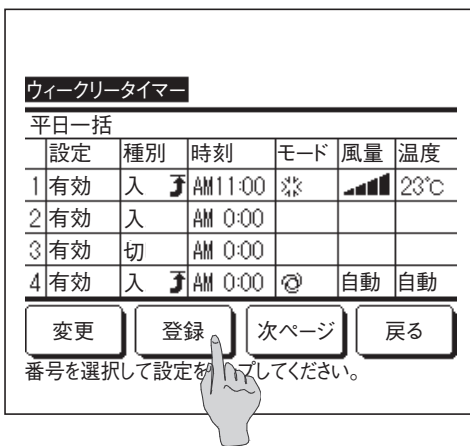 ウィークリータイマー
平日一括
設定 種別 時刻 モード 風量 温度
1 有効 入 AM11:00 23℃
2 有効 入 AM 0:00
3 有効 切 AM 0:00
4 有効 入 AM 0:00 自動 自動
変更 登録 次ページ 戻る
番号を選択して設定を プしてください。